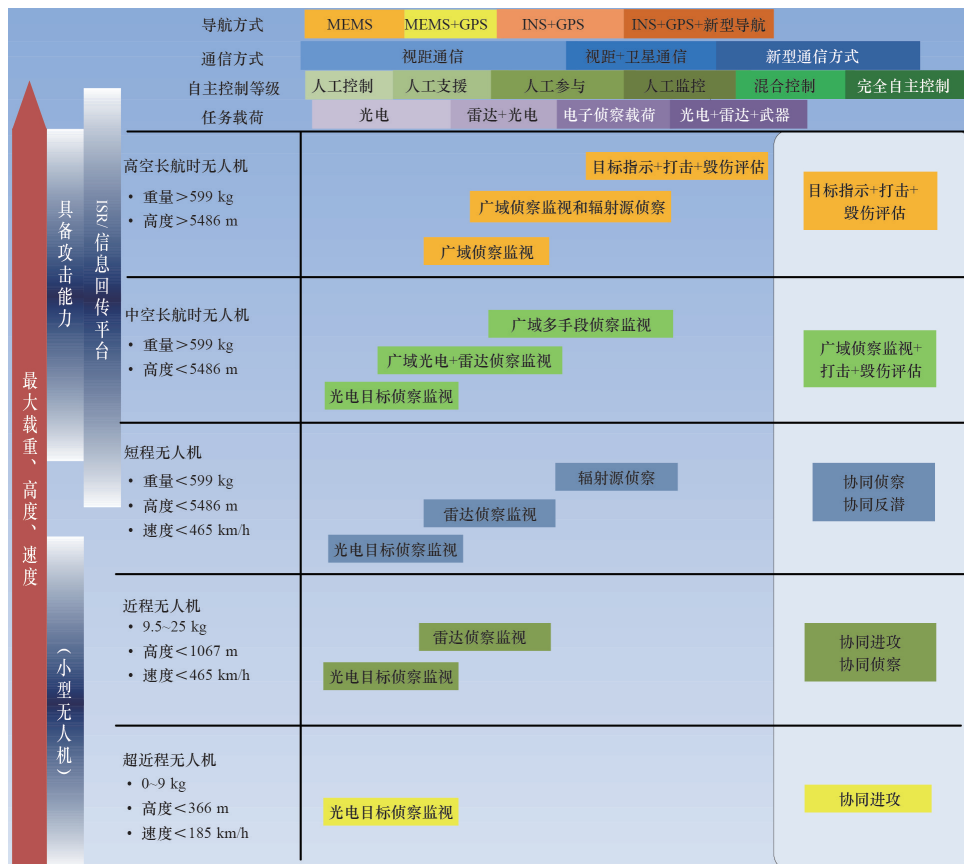 导航方式 MEMS MEMS+GPS INS+GPS INS+GPS+新型导航
通信方式 视距通信 视距+卫星通信 新型通信方式
自主控制等级 人工控制 人工支援 人工参与 人工监控 混合控制 完全自主控制
任务载荷 光电 雷达+光电 电子侦察载荷 光电+雷达+武器
最大载重、高度、速度
具备攻击能力
ISR/信息回传平台
(小型无人机)
高空长航时无人机
• 重量>599 kg
• 高度>5486 m
目标指示+打击+毁伤评估
广域侦察监视和辐射源侦察
广域侦察监视
目标指示+打击+
毁伤评估
中空长航时无人机
• 重量>599 kg
• 高度<5486 m
广域多手段侦察监视
广域光电+雷达侦察监视
光电目标侦察监视
广域侦察监视+
打击+毁伤评估
短程无人机
• 重量<599 kg
• 高度<5486 m
• 速度<465 km/h
辐射源侦察
雷达侦察监视
光电目标侦察监视
协同侦察
协同反潜
近程无人机
• 9.5~25 kg
• 高度<1067 m
• 速度<465 km/h
雷达侦察监视
光电目标侦察监视
协同进攻
协同侦察
超近程无人机
• 0~9 kg
• 高度<366 m
• 速度<185 km/h
光电目标侦察监视
协同进攻